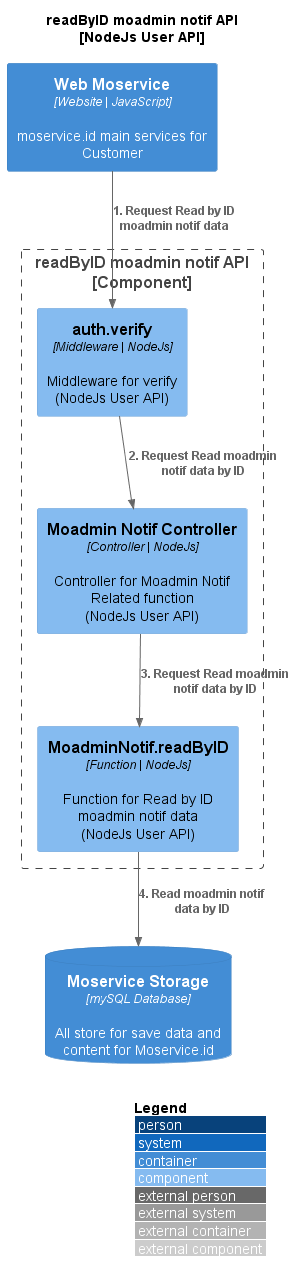 readByID moadmin notif API
[NodeJs User API]
Web Moservice
[Website | JavaScript]
moservice.id main services for
Customer
1. Request Read by ID
moadmin notif data
readByID moadmin notif API
[Component]
auth.verify
[Middleware | NodeJs]
Middleware for verify
(NodeJs User API)
2. Request Read moadmin
notif data by ID
Moadmin Notif Controller
[Controller | NodeJs]
Controller for Moadmin Notif
Related function
(NodeJs User API)
3. Request Read moadmin
notif data by ID
MoadminNotif.readByID
[Function | NodeJs]
Function for Read by ID
moadmin notif data
(NodeJs User API)
4. Read moadmin notif
data by ID
Moservice Storage
[mySQL Database]
All store for save data and
content for Moservice.id
Legend
person
system
container
component
external person
external system
external container
external component